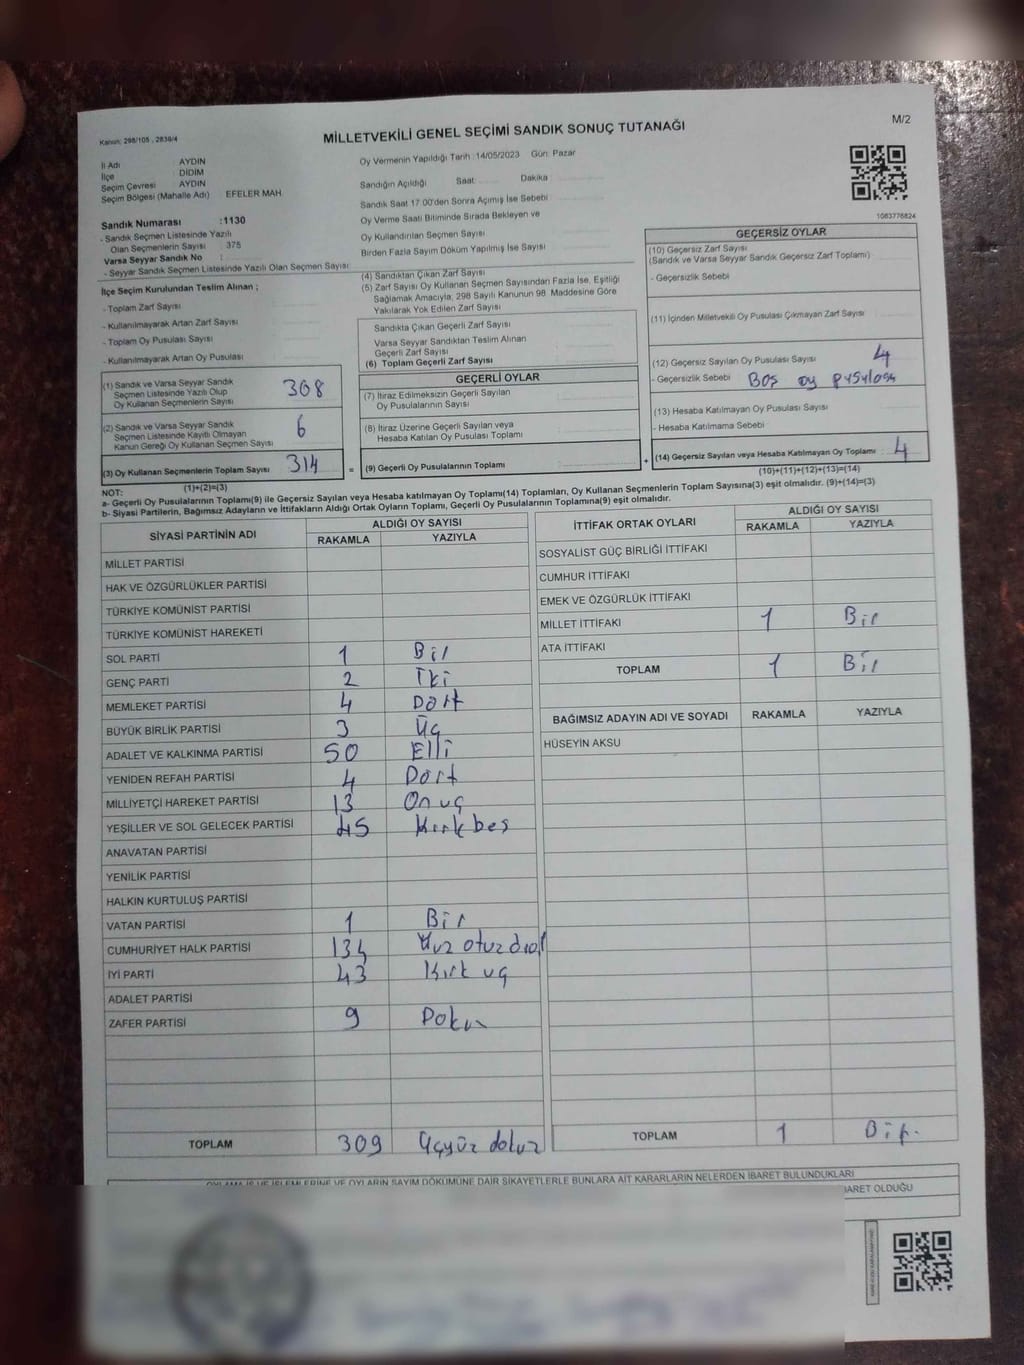 Kanun: 298/105 , 2839/4
MİLLETVEKİLİ GENEL SEÇİMİ SANDIK SONUÇ TUTANAĞI
M/2
İl Adı : AYDIN
İlçe : DİDİM
Seçim Çevresi : AYDIN
Seçim Bölgesi (Mahalle Adı) EFELER MAH.
Oy Vermenin Yapıldığı Tarih : 14/05/2023 Gün: Pazar
Sandığın Açıldığı Saat: Dakika :
Sandık Saat 17.00'den Sonra Açılmış İse Sebebi
Oy Verme Saati Bitiminde Sırada Bekleyen ve
Oy Kullandırılan Seçmen Sayısı
Birden Fazla Sayım Döküm Yapılmış İse Sayısı
1083776824
Sandık Numarası : 1130
- Sandık Seçmen Listesinde Yazılı
Olan Seçmenlerin Sayısı : 375
Varsa Seyyar Sandık No :
- Seyyar Sandık Seçmen Listesinde Yazılı Olan Seçmen Sayısı:
İlçe Seçim Kurulundan Teslim Alınan ;
- Toplam Zarf Sayısı
- Kullanılmayarak Artan Zarf Sayısı
- Toplam Oy Pusulası Sayısı
- Kullanılmayarak Artan Oy Pusulası
(4) Sandıktan Çıkan Zarf Sayısı
(5) Zarf Sayısı Oy Kullanan Seçmen Sayısından Fazla İse, Eşitliği
Sağlamak Amacıyla, 298 Sayılı Kanunun 98. Maddesine Göre
Yakılarak Yok Edilen Zarf Sayısı
Sandıkta Çıkan Geçerli Zarf Sayısı
Varsa Seyyar Sandıktan Teslim Alınan
Geçerli Zarf Sayısı
(6) Toplam Geçerli Zarf Sayısı
GEÇERSİZ OYLAR
(10) Geçersiz Zarf Sayısı
(Sandık ve Varsa Seyyar Sandık Geçersiz Zarf Toplamı)
- Geçersizlik Sebebi
(11) İçinden Milletvekili Oy Pusulası Çıkmayan Zarf Sayısı
(12) Geçersiz Sayılan Oy Pusulası Sayısı 4
- Geçersizlik Sebebi Boş oy pusulası
(13) Hesaba Katılmayan Oy Pusulası Sayısı
- Hesaba Katılmama Sebebi
(14) Geçersiz Sayılan veya Hesaba Katılmayan Oy Toplamı : 4
(10)+(11)+(12)+(13)=(14)
(1) Sandık ve Varsa Seyyar Sandık
Seçmen Listesinde Yazılı Olup
Oy Kullanan Seçmenlerin Sayısı 308
(2) Sandık ve Varsa Seyyar Sandık
Seçmen Listesinde Kayıtlı Olmayan
Kanun Gereği Oy Kullanan Seçmen Sayısı 6
(3) Oy Kullanan Seçmenlerin Toplam Sayısı 314
(1)+(2)=(3)
GEÇERLİ OYLAR
(7) İtiraz Edilmeksizin Geçerli Sayılan
Oy Pusulalarının Sayısı
(8) İtiraz Üzerine Geçerli Sayılan veya
Hesaba Katılan Oy Pusulası Toplamı
= (9) Geçerli Oy Pusulalarının Toplamı +
NOT:
a- Geçerli Oy Pusulalarının Toplamı(9) ile Geçersiz Sayılan veya Hesaba katılmayan Oy Toplamı(14) Toplamları, Oy Kullanan Seçmenlerin Toplam Sayısına(3) eşit olmalıdır. (9)+(14)=(3)
b- Siyasi Partilerin, Bağımsız Adayların ve İttifakların Aldığı Ortak Oyların Toplamı, Geçerli Oy Pusulalarının Toplamına(9) eşit olmalıdır.
SİYASİ PARTİNİN ADI ALDIĞI OY SAYISI
RAKAMLA YAZIYLA
MİLLET PARTİSİ
HAK VE ÖZGÜRLÜKLER PARTİSİ
TÜRKİYE KOMÜNİST PARTİSİ
TÜRKİYE KOMÜNİST HAREKETİ
SOL PARTİ 1 Bir
GENÇ PARTİ 2 İki
MEMLEKET PARTİSİ 4 Dört
BÜYÜK BİRLİK PARTİSİ 3 Üç
ADALET VE KALKINMA PARTİSİ 50 Elli
YENİDEN REFAH PARTİSİ 4 Dört
MİLLİYETÇİ HAREKET PARTİSİ 13 Onuç
YEŞİLLER VE SOL GELECEK PARTİSİ 45 Kırkbeş
ANAVATAN PARTİSİ
YENİLİK PARTİSİ
HALKIN KURTULUŞ PARTİSİ
VATAN PARTİSİ 1 Bir
CUMHURİYET HALK PARTİSİ 134 Yüz otuzdört
İYİ PARTİ 43 Kırk uç
ADALET PARTİSİ
ZAFER PARTİSİ 9 Dokuz
TOPLAM 309 Üçyüz dokuz
İTTİFAK ORTAK OYLARI ALDIĞI OY SAYISI
RAKAMLA YAZIYLA
SOSYALİST GÜÇ BİRLİĞİ İTTİFAKI
CUMHUR İTTİFAKI
EMEK VE ÖZGÜRLÜK İTTİFAKI
MİLLET İTTİFAKI 1 Bir
ATA İTTİFAKI
TOPLAM 1 Bir
BAĞIMSIZ ADAYIN ADI VE SOYADI RAKAMLA YAZIYLA
HÜSEYİN AKSU
TOPLAM 1 Bir.
OYLAMA İŞ VE İŞLEMLERİNE VE OYLARIN SAYIM DÖKÜMÜNE DAİR ŞİKAYETLERLE BUNLARA AİT KARARLARIN NELERDEN İBARET BULUNDUKLARI
İBARET OLDUĞU